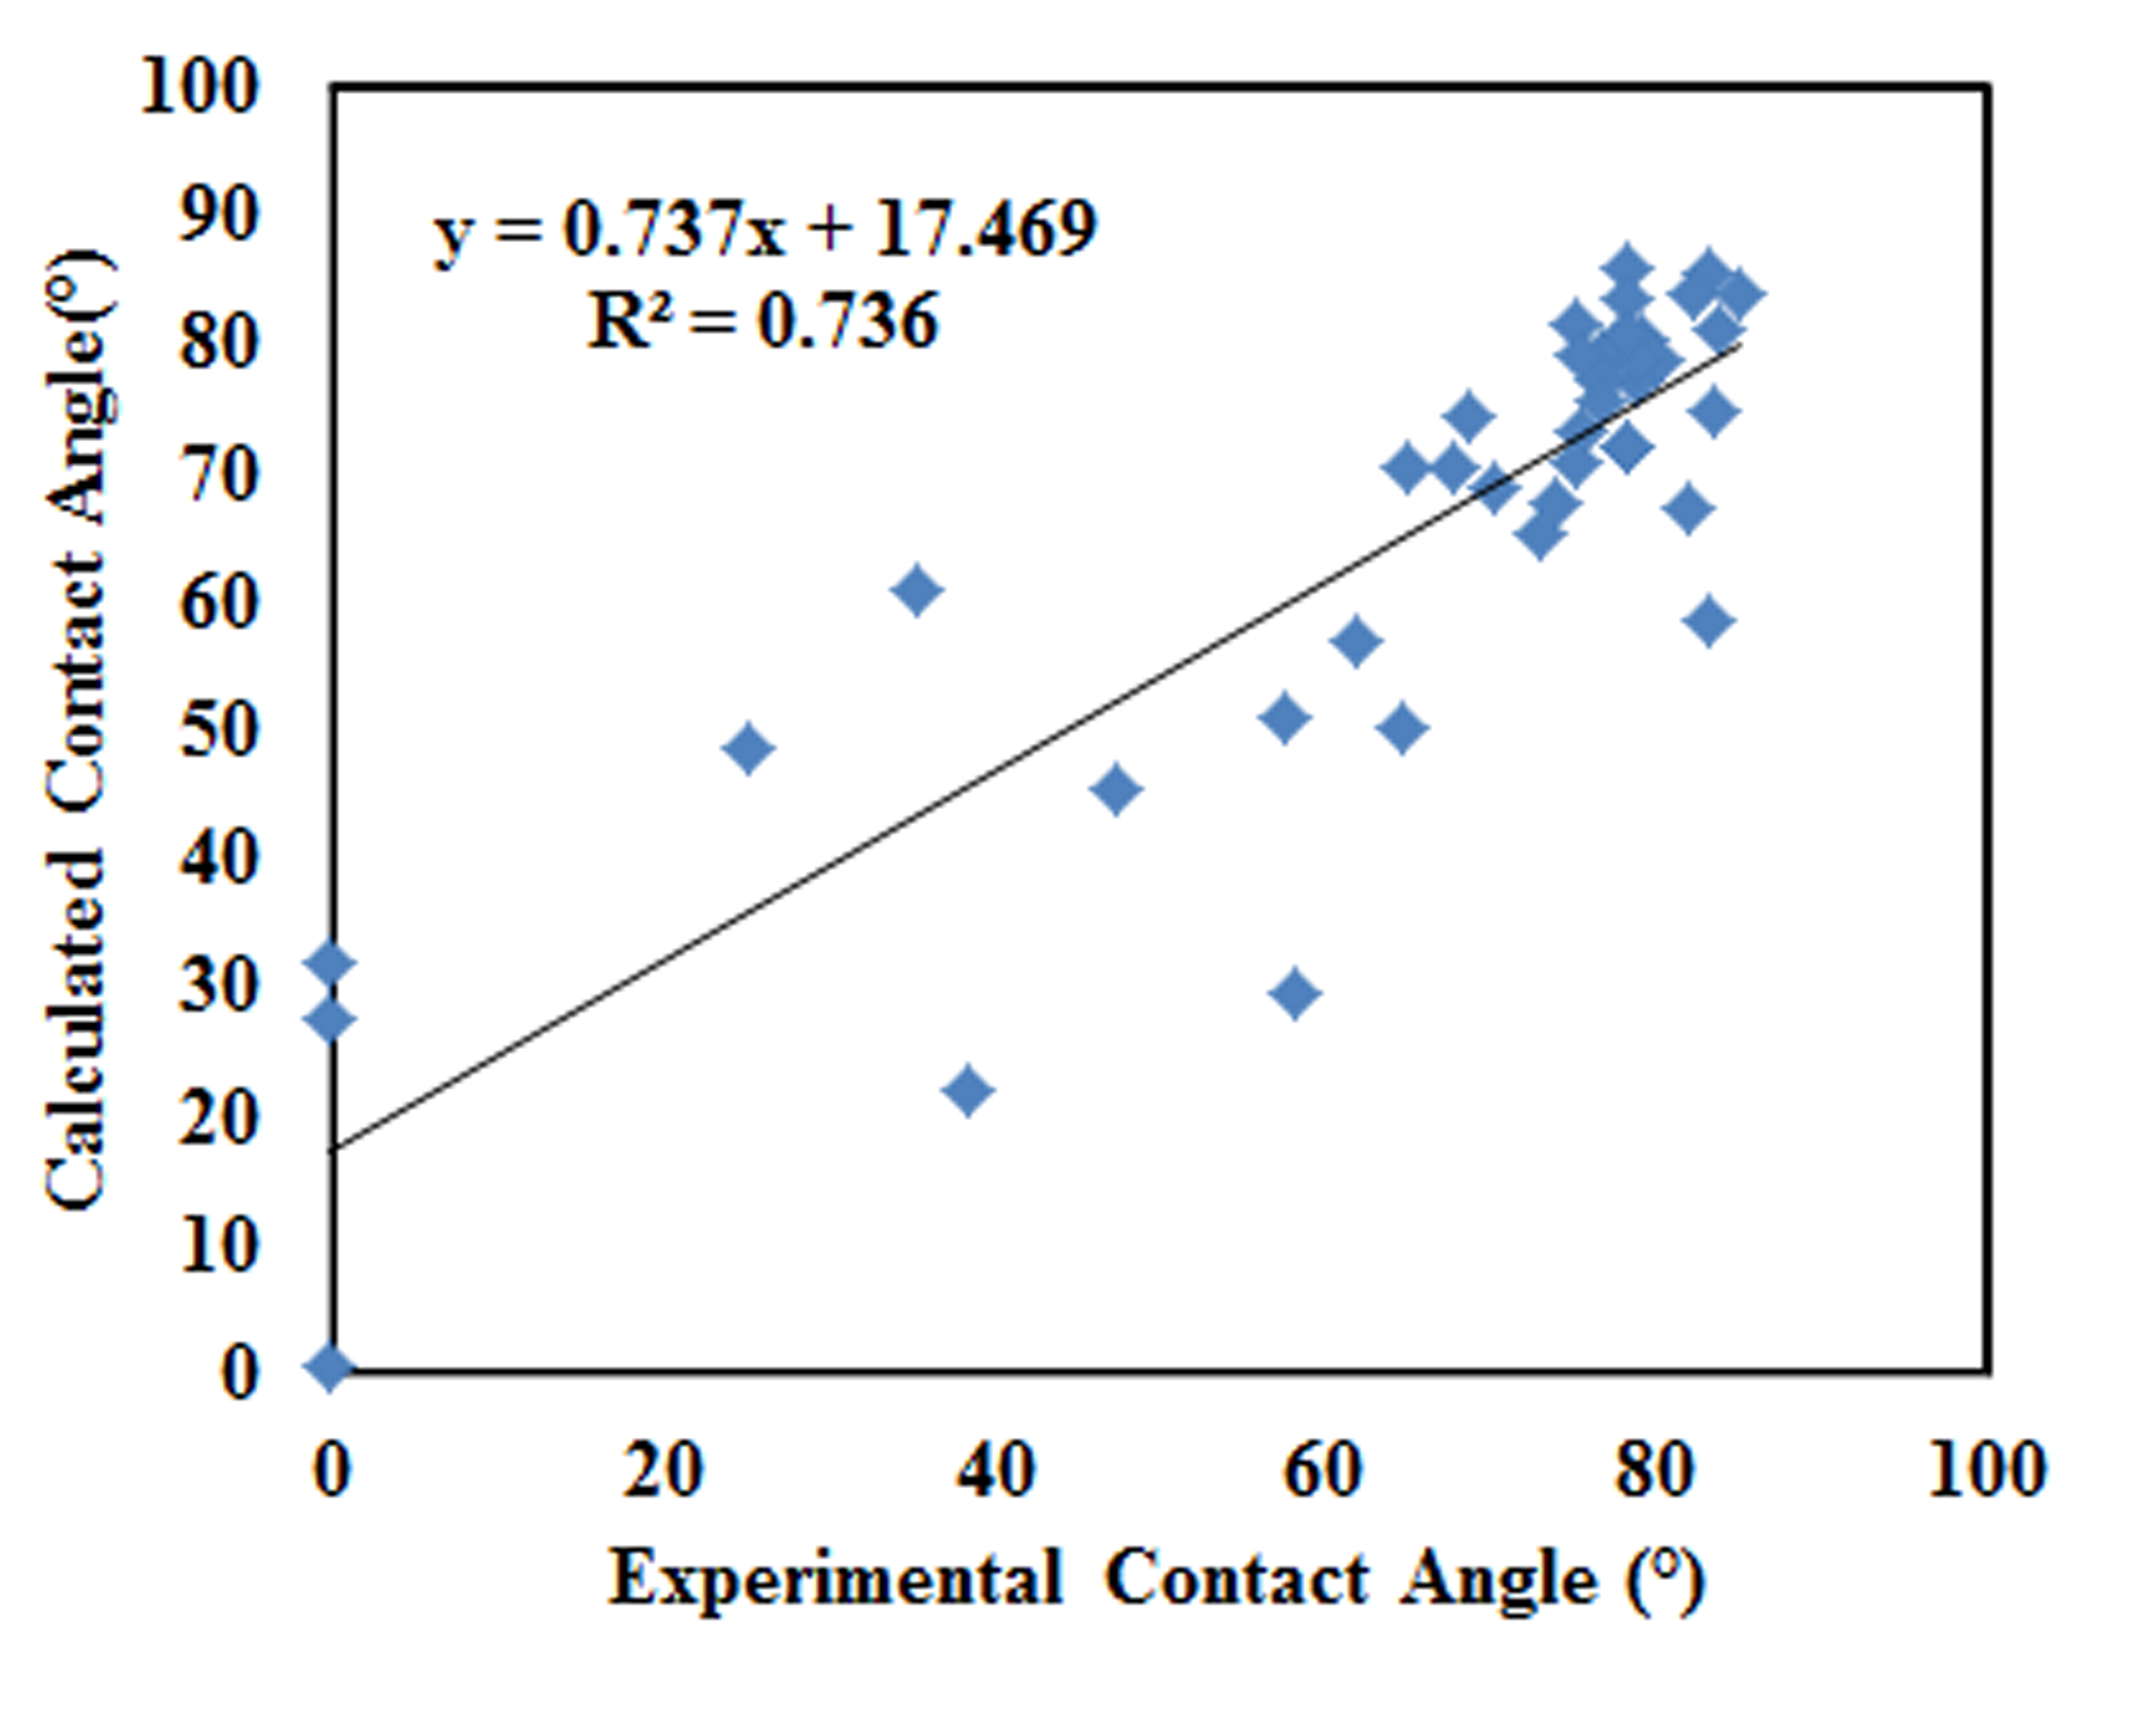 100
90
80
70
60
50
40
30
20
10
0
y = 0.737x + 17.469
R² = 0.736
Calculated Contact Angle(°)
0 20 40 60 80 100
Experimental Contact Angle (°)